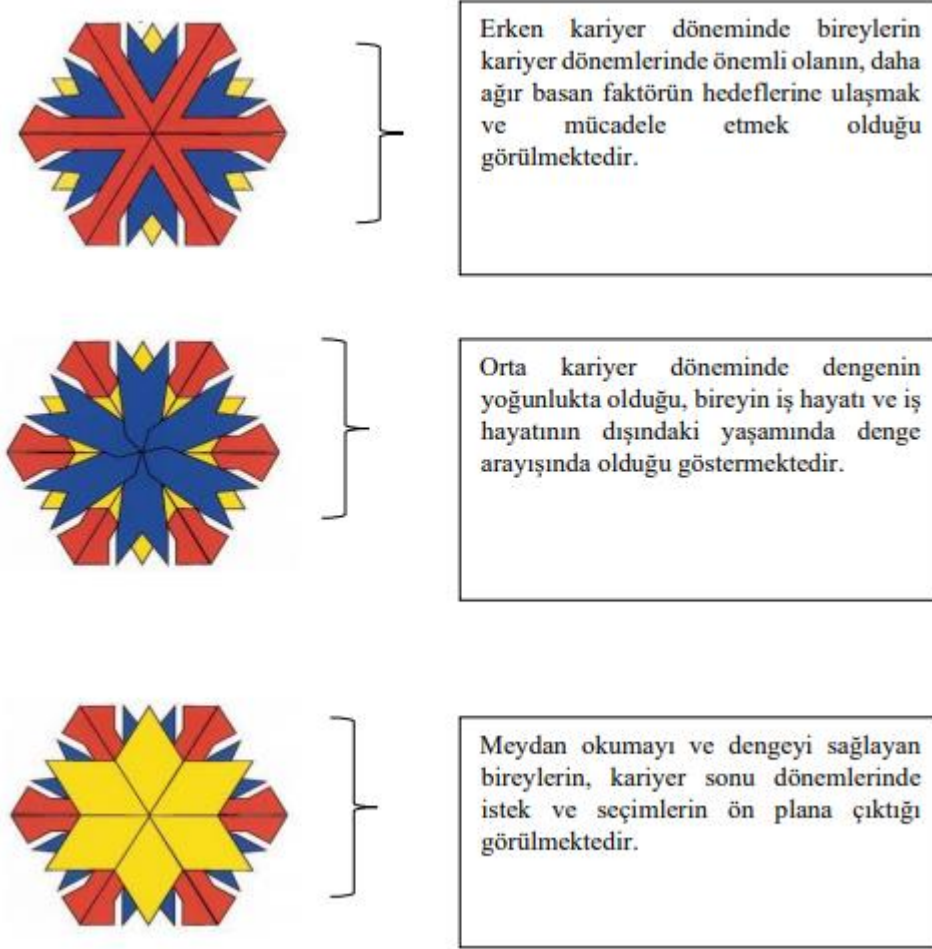 Erken kariyer döneminde bireylerin
kariyer dönemlerinde önemli olanın, daha
ağır basan faktörün hedeflerine ulaşmak
ve mücadele etmek olduğu
görülmektedir.
Orta kariyer döneminde dengenin
yoğunlukta olduğu, bireyin iş hayatı ve iş
hayatının dışındaki yaşamında denge
arayışında olduğu göstermektedir.
Meydan okumayı ve dengeyi sağlayan
bireylerin, kariyer sonu dönemlerinde
istek ve seçimlerin ön plana çıktığı
görülmektedir.